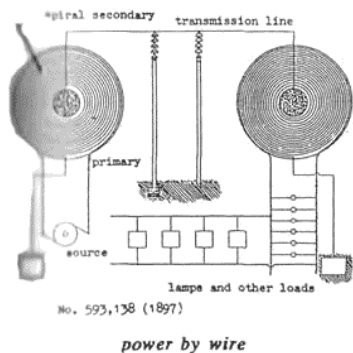 spiral secondary
transmission line
primary
source
lamps and other loads
No. 593,138 (1897)
power by wire